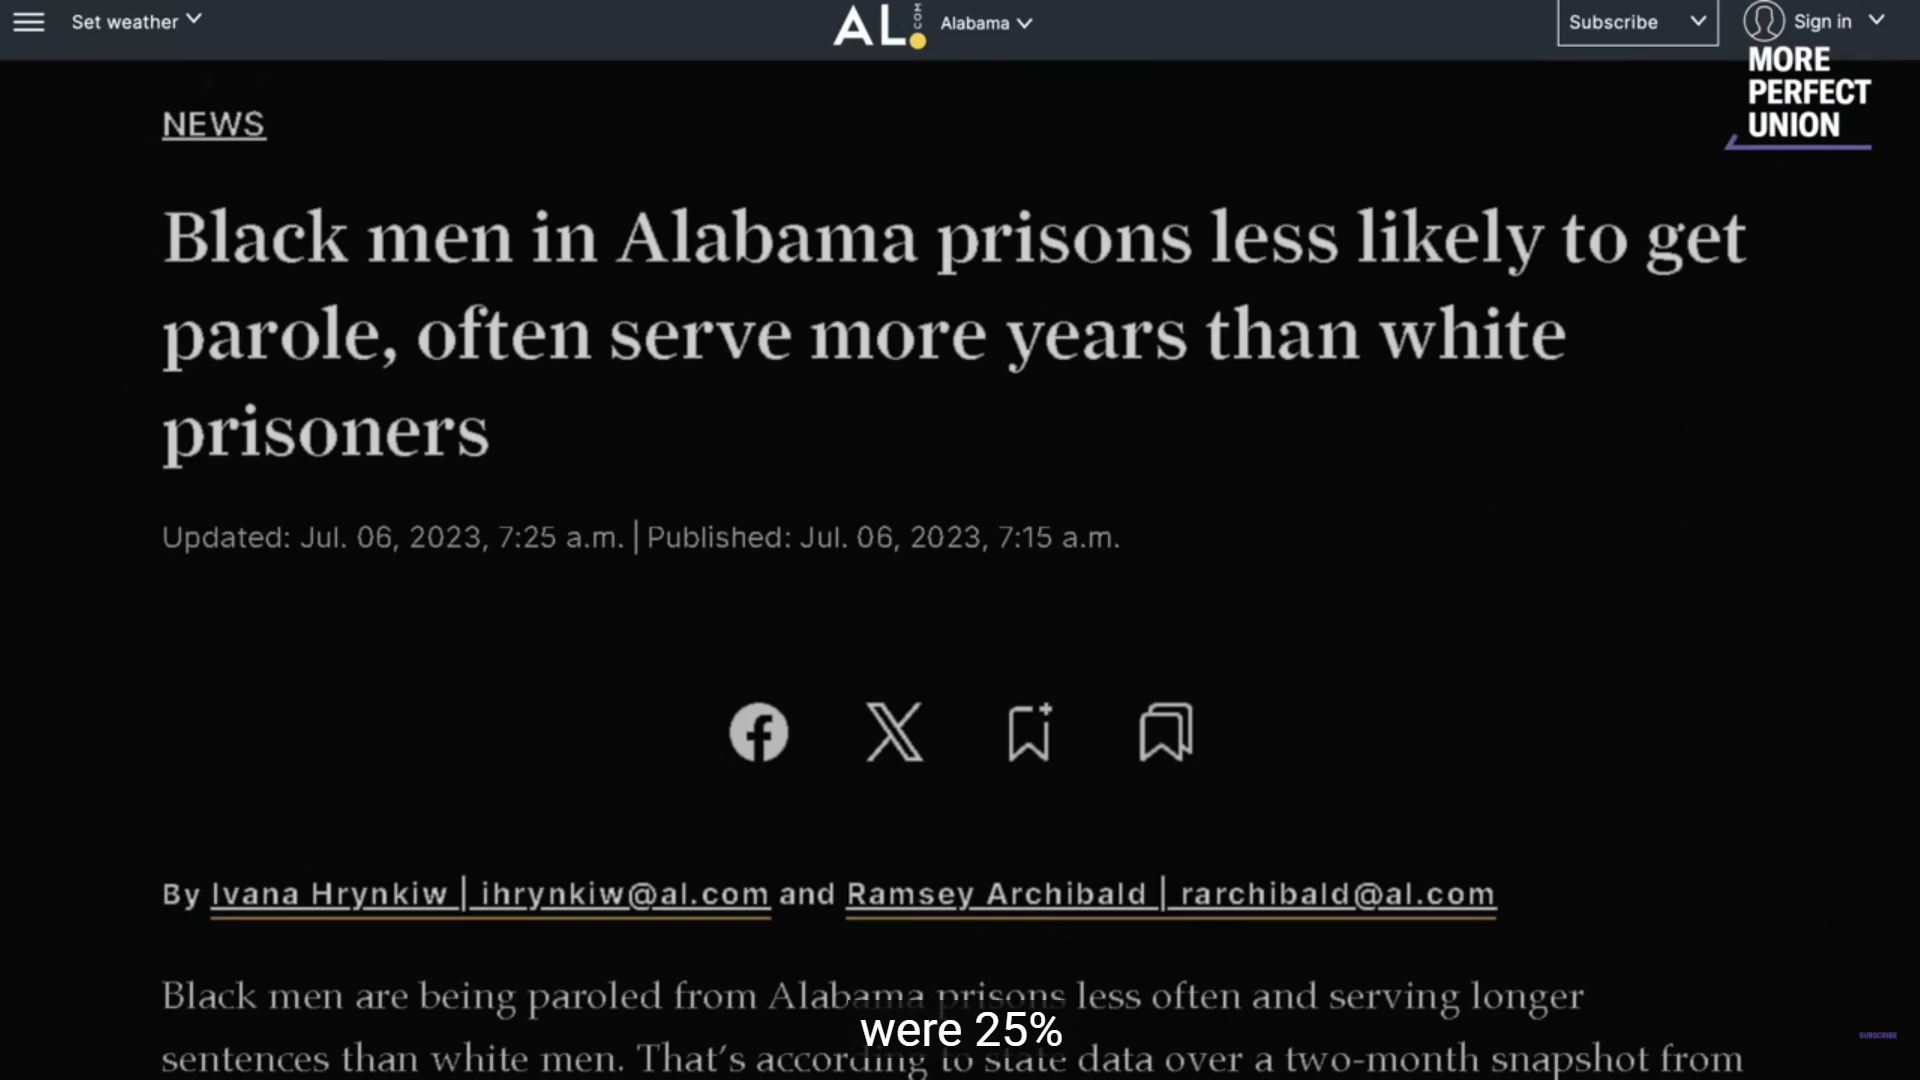 Set weather
AL.COM
Alabama
Subscribe
Sign in
MORE
PERFECT
UNION
NEWS
Black men in Alabama prisons less likely to get
parole, often serve more years than white
prisoners
Updated: Jul. 06, 2023, 7:25 a.m. | Published: Jul. 06, 2023, 7:15 a.m.
By Ivana Hrynkiw | ihrynkiw@al.com and Ramsey Archibald | rarchibald@al.com
Black men are being paroled from Alabama prisons less often and serving longer
were 25%
sentences than white men. That’s according to state data over a two-month snapshot from
SUBSCRIBE